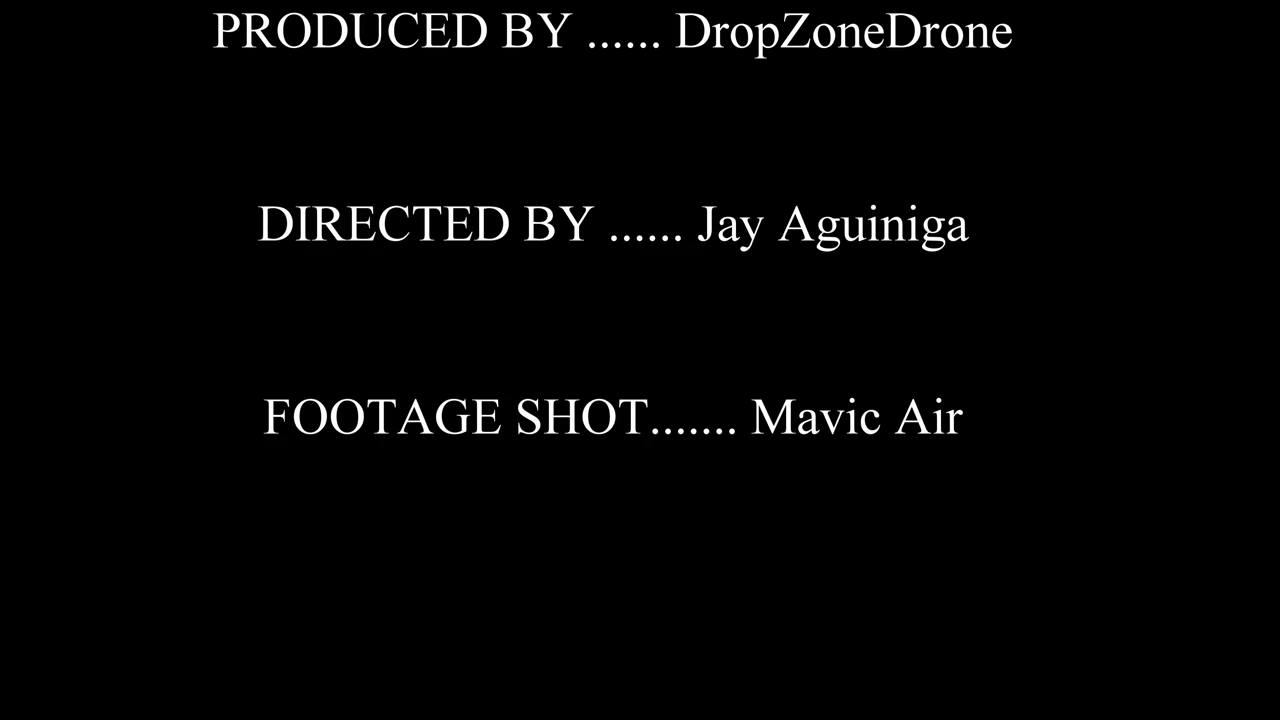 PRODUCED BY ...... DropZoneDrone
DIRECTED BY ...... Jay Aguiniga
FOOTAGE SHOT....... Mavic Air